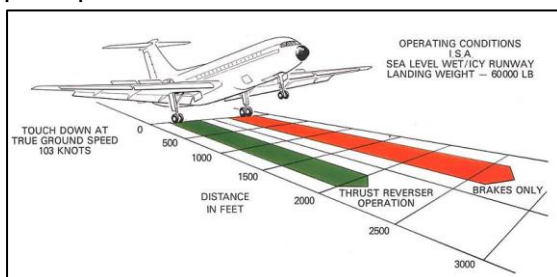 OPERATING CONDITIONS
I.S.A.
SEA LEVEL WET/ICY RUNWAY
LANDING WEIGHT — 60000 LB
TOUCH DOWN AT
TRUE GROUND SPEED
103 KNOTS
0
500
1000
1500
2000
2500
3000
DISTANCE
IN FEET
THRUST REVERSER
OPERATION
BRAKES ONLY